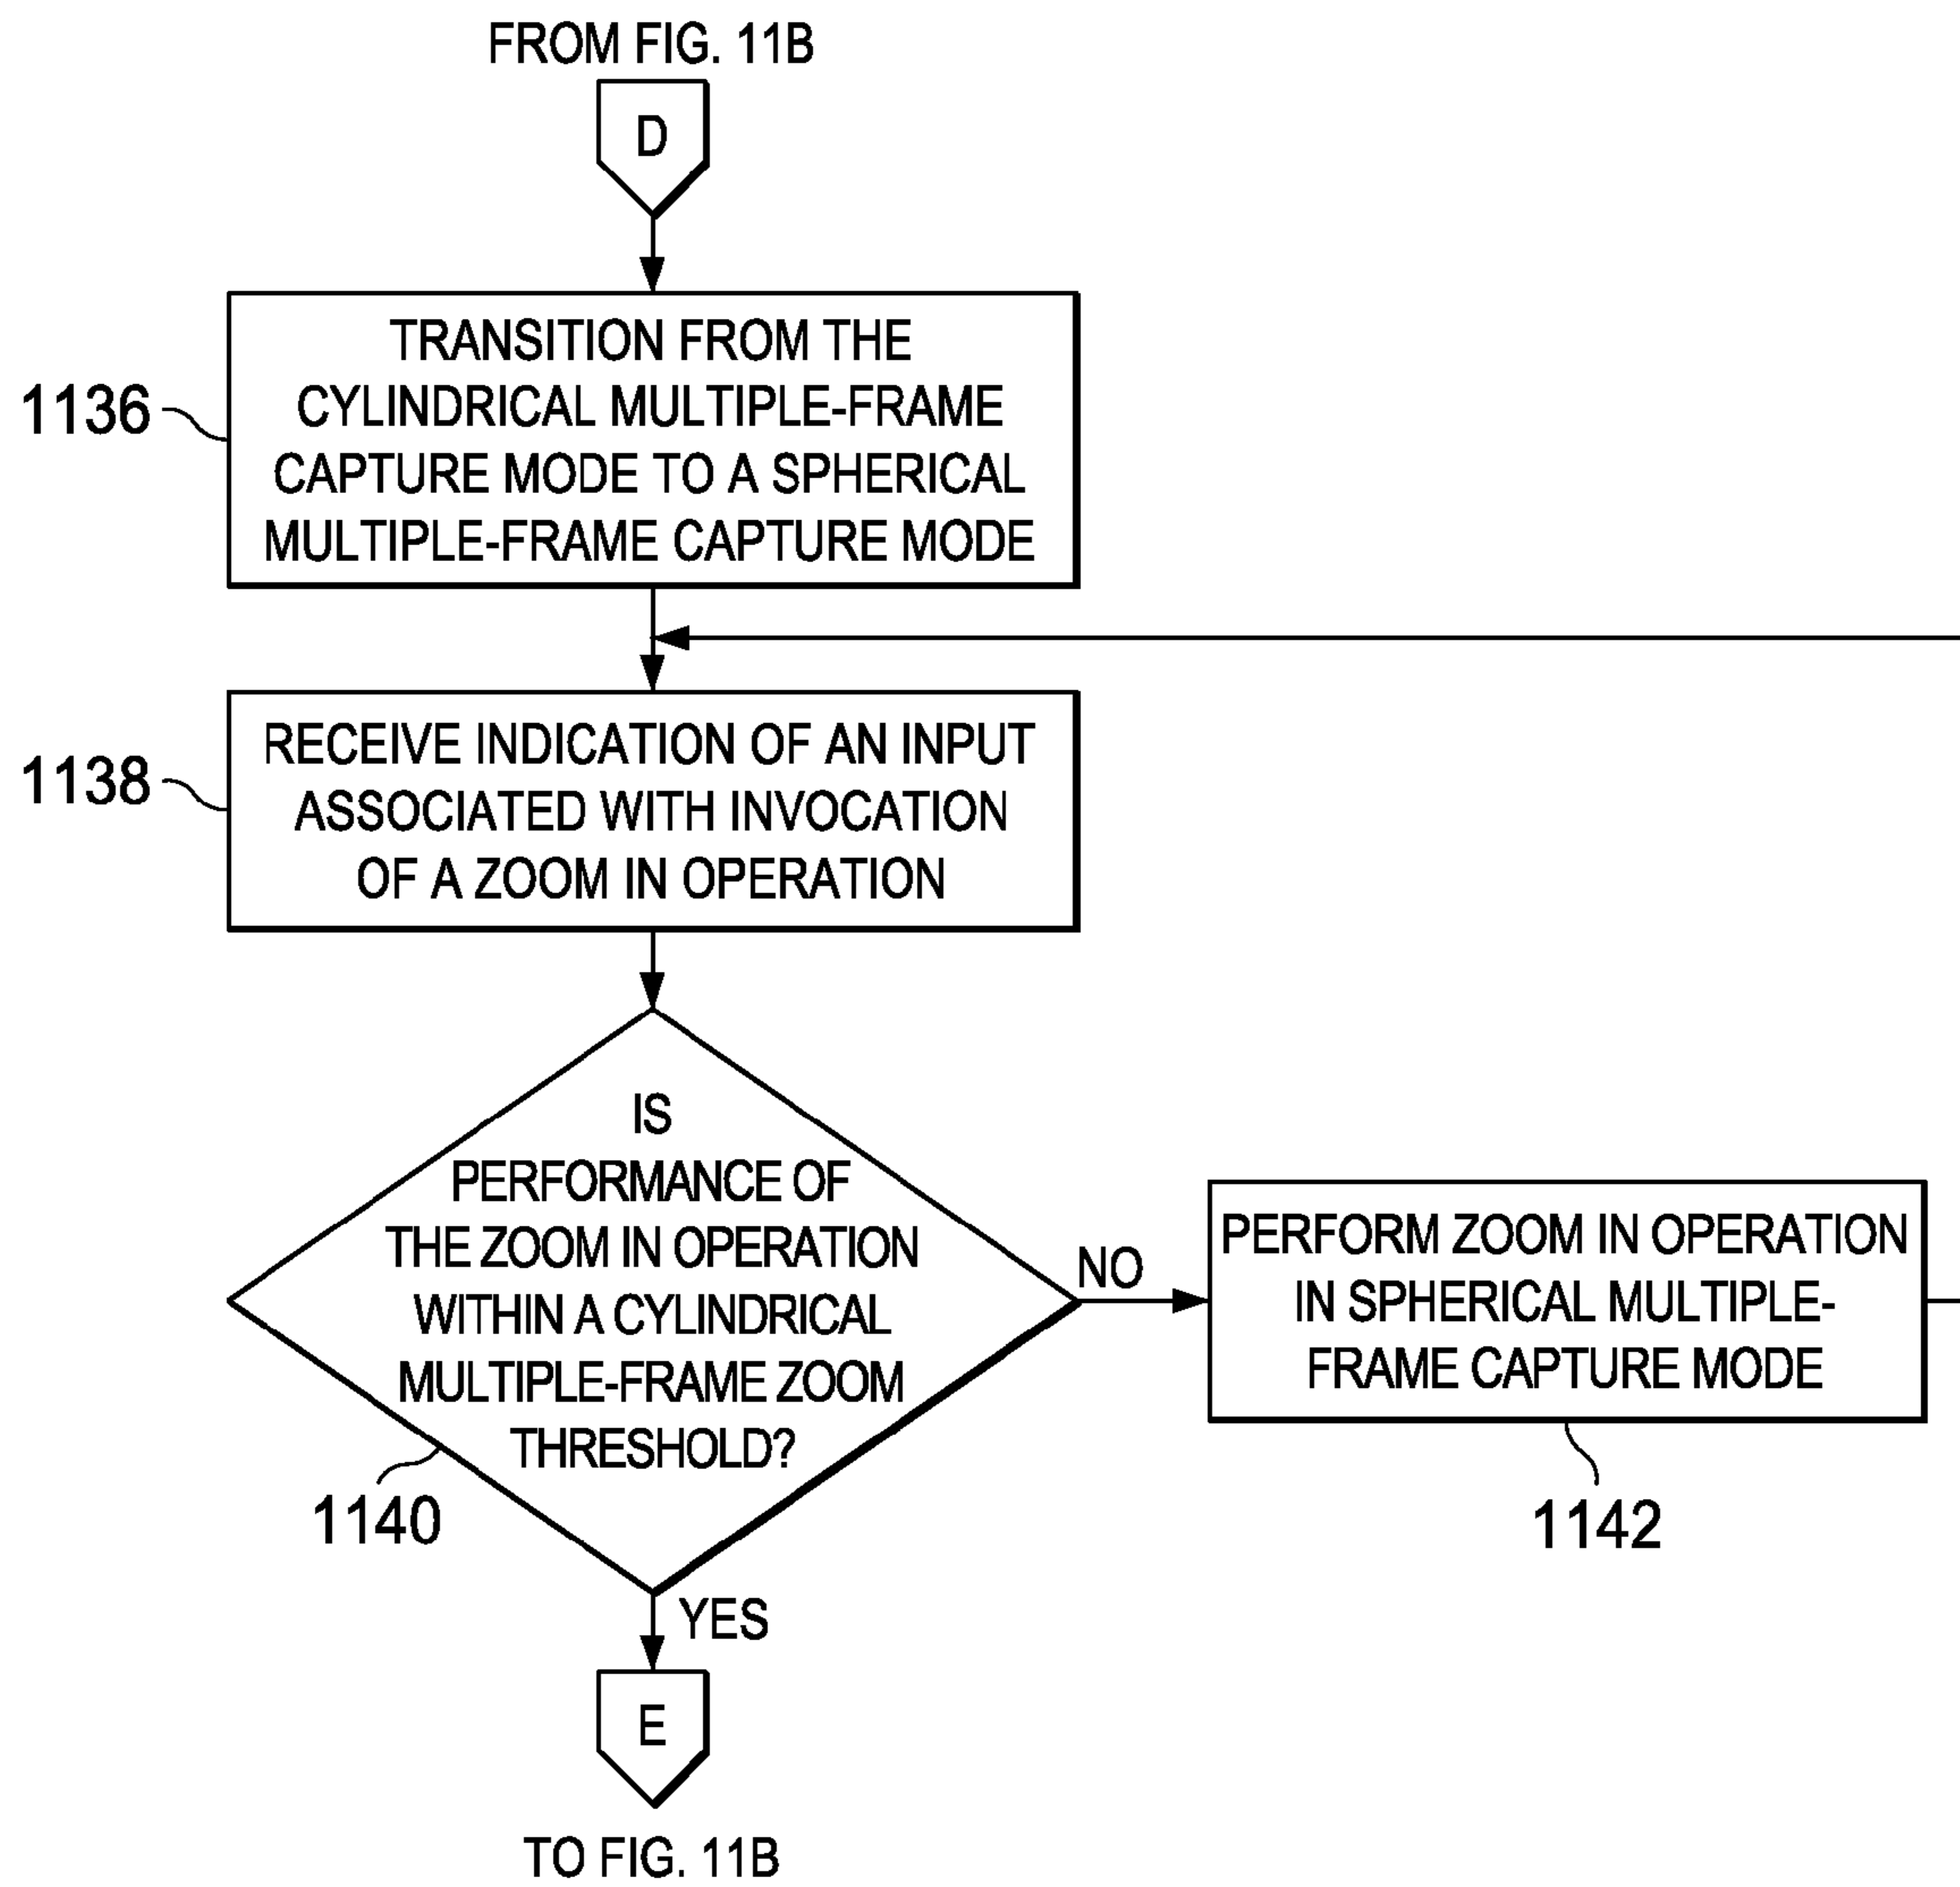 FROM FIG. 11B
D
TRANSITION FROM THE
CYLINDRICAL MULTIPLE-FRAME
CAPTURE MODE TO A SPHERICAL
MULTIPLE-FRAME CAPTURE MODE
1136
RECEIVE INDICATION OF AN INPUT
ASSOCIATED WITH INVOCATION
OF A ZOOM IN OPERATION
1138
IS
PERFORMANCE OF
THE ZOOM IN OPERATION
WITHIN A CYLINDRICAL
MULTIPLE-FRAME ZOOM
THRESHOLD?
1140
NO
PERFORM ZOOM IN OPERATION
IN SPHERICAL MULTIPLE-
FRAME CAPTURE MODE
1142
YES
E
TO FIG. 11B